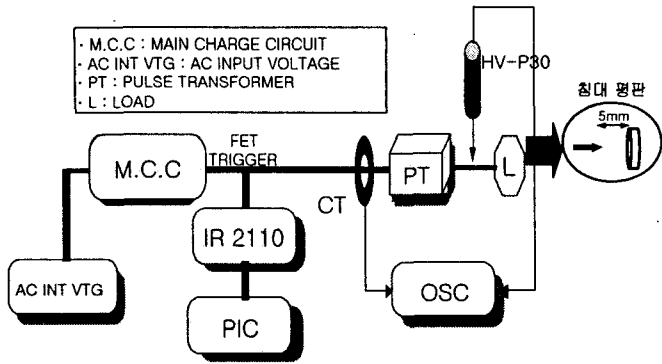 · M.C.C : MAIN CHARGE CIRCUIT
· AC INT VTG : AC INPUT VOLTAGE
· PT : PULSE TRANSFORMER
· L : LOAD
HV-P30
침대 평판
5mm
FET
TRIGGER
M.C.C
CT
PT
L
IR 2110
AC INT VTG
OSC
PIC